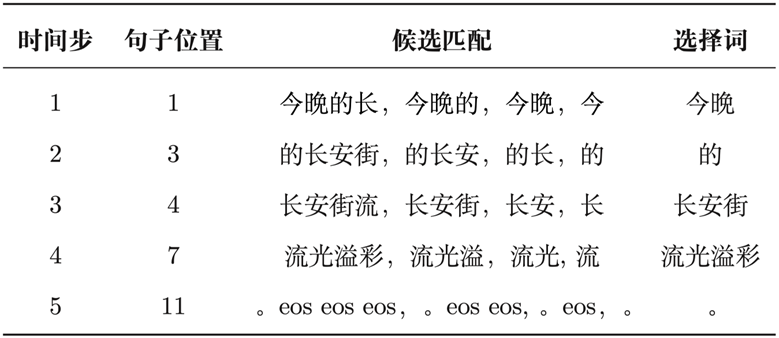 时间步 句子位置 候选匹配 选择词
1 1 今晚的长，今晚的，今晚，今 今晚
2 3 的长安街，的长安，的长，的 的
3 4 长安街流，长安街，长安，长 长安街
4 7 流光溢彩，流光溢，流光，流 流光溢彩
5 11 。eos eos eos，。eos eos，。eos，。 。